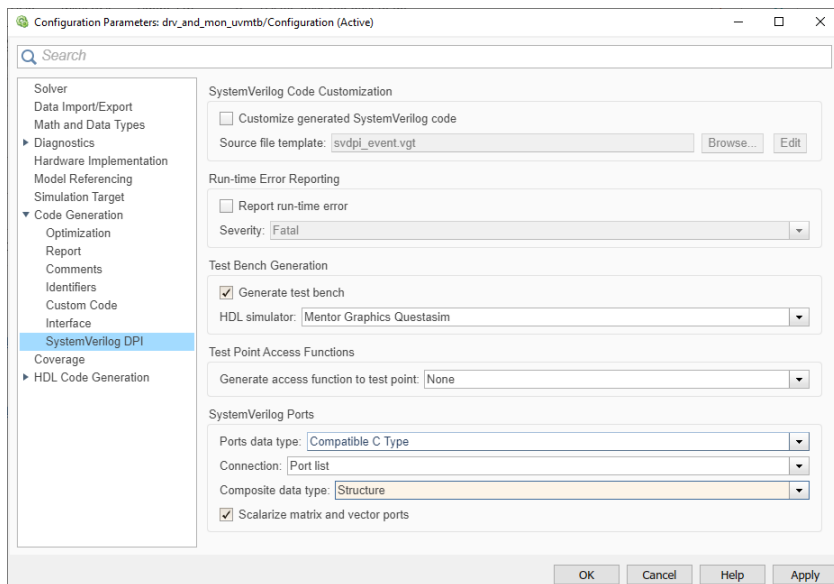 Configuration Parameters: drv_and_mon_uvmtb/Configuration (Active)
Search
Solver
Data Import/Export
Math and Data Types
Diagnostics
Hardware Implementation
Model Referencing
Simulation Target
Code Generation
Optimization
Report
Comments
Identifiers
Custom Code
Interface
SystemVerilog DPI
Coverage
HDL Code Generation
SystemVerilog Code Customization
Customize generated SystemVerilog code
Source file template: svdpi_event.vgt Browse... Edit
Run-time Error Reporting
Report run-time error
Severity: Fatal
Test Bench Generation
Generate test bench
HDL simulator: Mentor Graphics Questasim
Test Point Access Functions
Generate access function to test point: None
SystemVerilog Ports
Ports data type: Compatible C Type
Connection: Port list
Composite data type: Structure
Scalarize matrix and vector ports
OK Cancel Help Apply